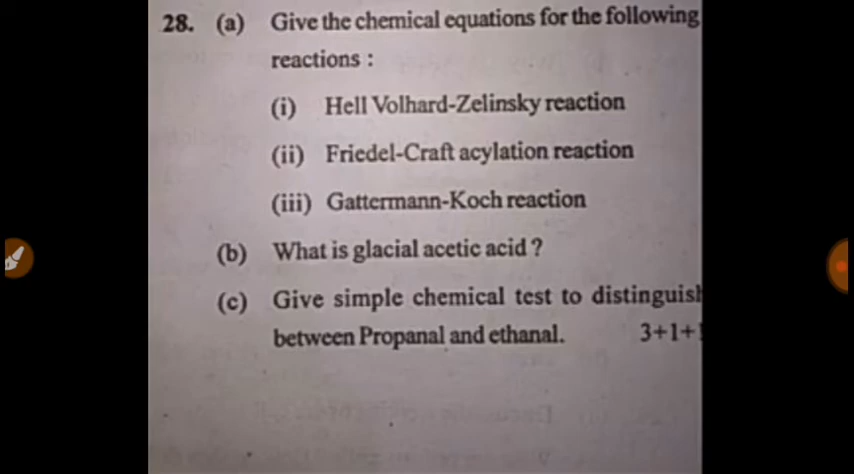 28. (a) Give the chemical equations for the following
reactions :
(i) Hell Volhard-Zelinsky reaction
(ii) Friedel-Craft acylation reaction
(iii) Gattermann-Koch reaction
(b) What is glacial acetic acid ?
(c) Give simple chemical test to distinguish
between Propanal and ethanal. 3+1+1